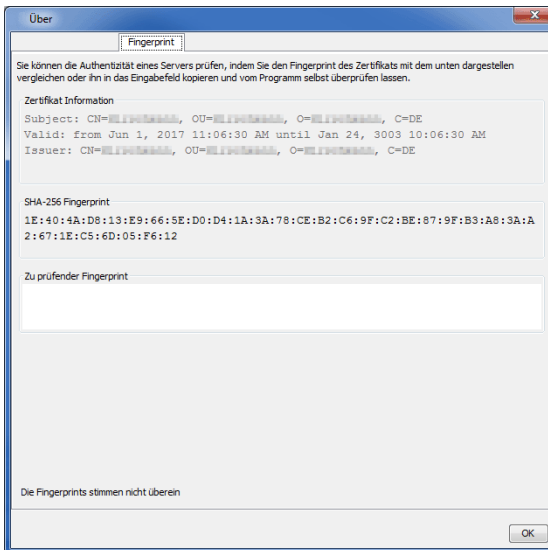 Über
Fingerprint
Sie können die Authentizität eines Servers prüfen, indem Sie den Fingerprint des Zertifikats mit dem unten dargestellen
vergleichen oder ihn in das Eingabefeld kopieren und vom Programm selbst überprüfen lassen.
Zertifikat Information
Subject: CN=, OU=, O=, C=DE
Valid: from Jun 1, 2017 11:06:30 AM until Jan 24, 3003 10:06:30 AM
Issuer: CN=, OU=, O=, C=DE
SHA-256 Fingerprint
1E:40:4A:D8:13:E9:66:5E:D0:D4:1A:3A:78:CE:B2:C6:9F:C2:BE:87:9F:B3:A8:3A:A
2:67:1E:C5:6D:05:F6:12
Zu prüfender Fingerprint
Die Fingerprints stimmen nicht überein
OK